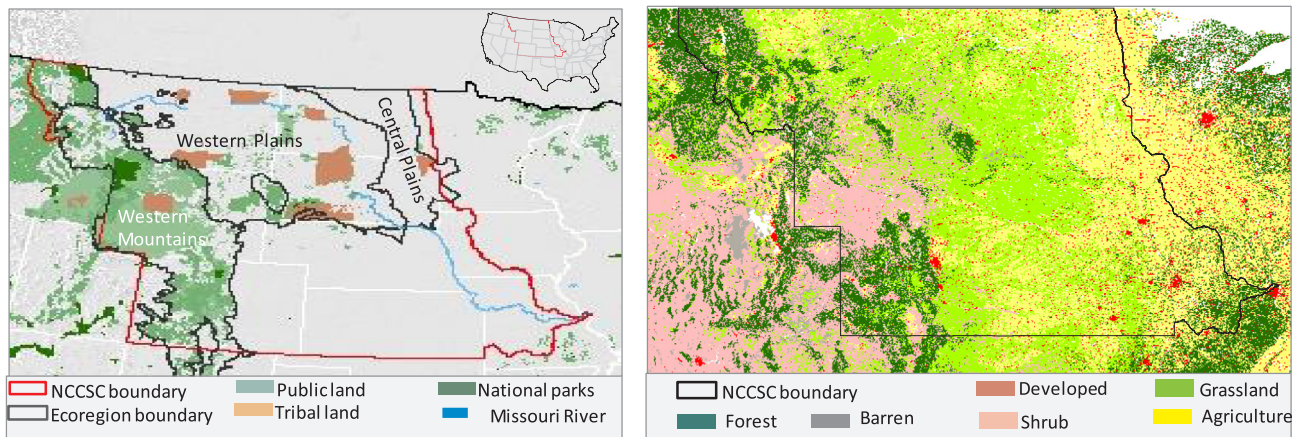 Western Plains
Central Plains
Western
Mountains
NCCSC boundary
Public land
National parks
Ecoregion boundary
Tribal land
Missouri River
NCCSC boundary
Developed
Grassland
Forest
Barren
Shrub
Agriculture